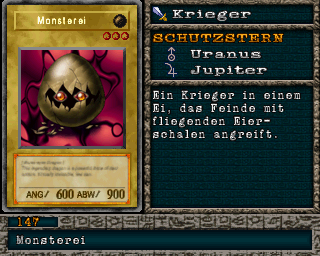 Monsterei
ANG/ 600 ABW/ 900
Krieger
SCHUTZSTERN
Uranus
Jupiter
Ein Krieger in einem
Ei, das Feinde mit
fliegenden Eier-
schalen angreift.
147
Monsterei